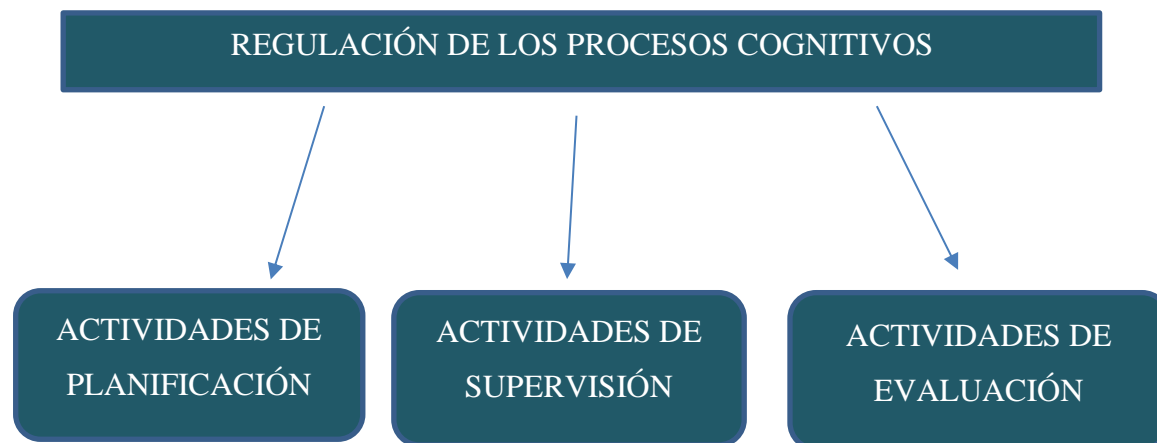 REGULACIÓN DE LOS PROCESOS COGNITIVOS
ACTIVIDADES DE
PLANIFICACIÓN
ACTIVIDADES DE
SUPERVISIÓN
ACTIVIDADES DE
EVALUACIÓN